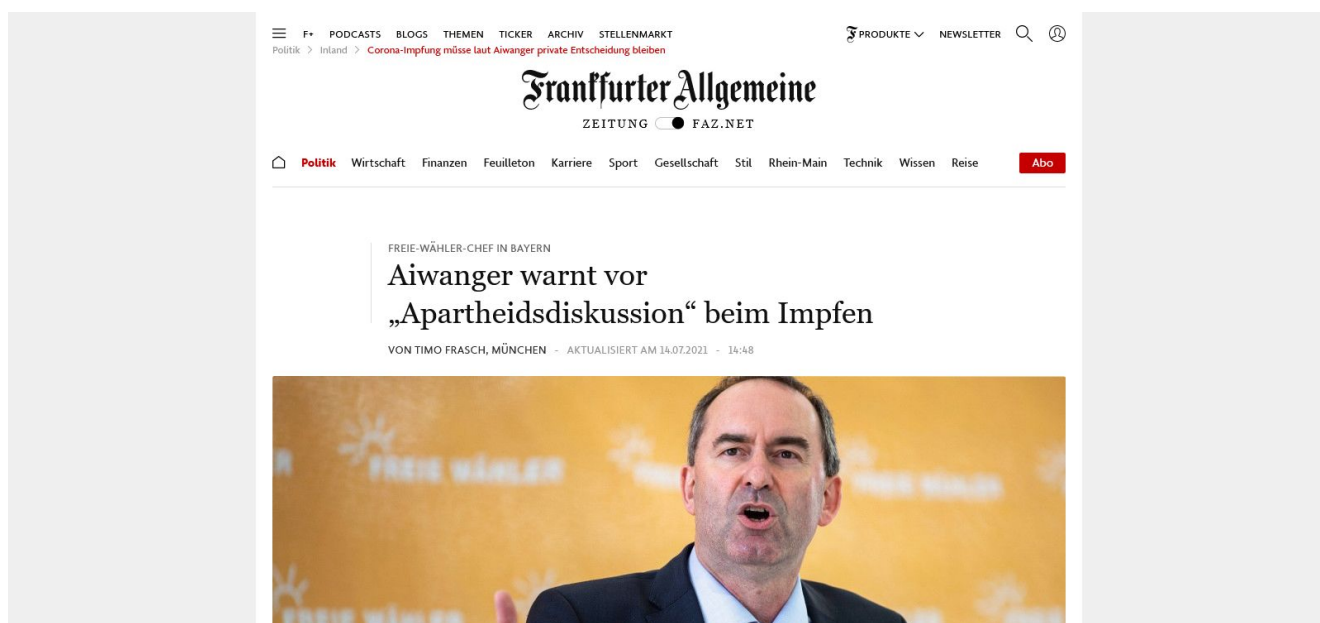 F+ PODCASTS BLOGS THEMEN TICKER ARCHIV STELLENMARKT PRODUKTE NEWSLETTER
Politik > Inland > Corona-Impfung müsse laut Aiwanger private Entscheidung bleiben
Frankfurter Allgemeine
ZEITUNG FAZ.NET
Politik Wirtschaft Finanzen Feuilleton Karriere Sport Gesellschaft Stil Rhein-Main Technik Wissen Reise Abo
FREIE-WÄHLER-CHEF IN BAYERN
Aiwanger warnt vor
„Apartheidsdiskussion“ beim Impfen
VON TIMO FRASCH, MÜNCHEN - AKTUALISIERT AM 14.07.2021 - 14:48
FREIE WÄHLER FREIE WÄHLER
FREIE WÄHLER